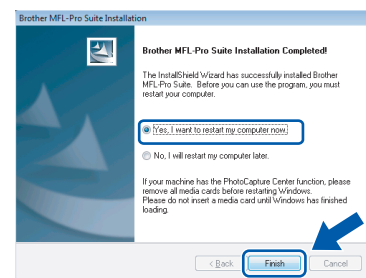 Brother MFL-Pro Suite Installation
Brother MFL-Pro Suite Installation Completed!
The InstallShield Wizard has successfully installed Brother
MFL-Pro Suite. Before you can use the program, you must
restart your computer.
Yes, I want to restart my computer now.
No, I will restart my computer later.
If your machine has the PhotoCapture Center function, please
remove all media cards before restarting Windows.
Please do not insert a media card until Windows has finished
loading.
< Back Finish Cancel